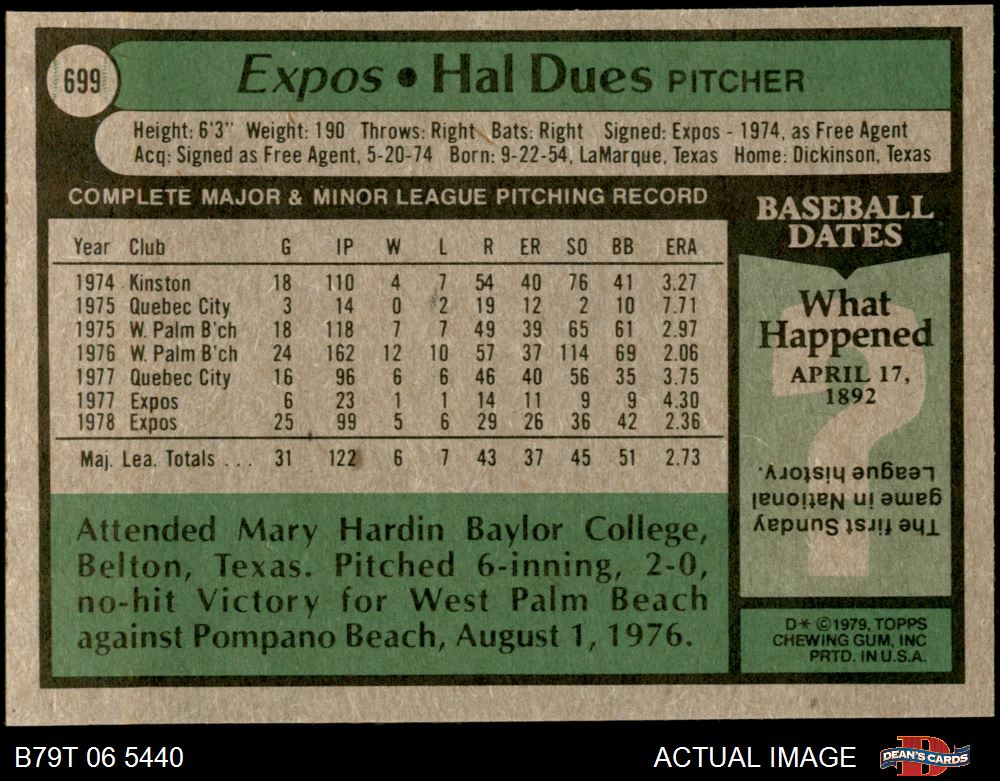 699
Expos • Hal Dues PITCHER
Height: 6'3" Weight: 190 Throws: Right Bats: Right Signed: Expos - 1974, as Free Agent
Acq: Signed as Free Agent, 5-20-74 Born: 9-22-54, LaMarque, Texas Home: Dickinson, Texas
COMPLETE MAJOR & MINOR LEAGUE PITCHING RECORD
Year Club G IP W L R ER SO BB ERA
1974 Kinston 18 110 4 7 54 40 76 41 3.27
1975 Quebec City 3 14 0 2 19 12 2 10 7.71
1975 W. Palm B'ch 18 118 7 7 49 39 65 61 2.97
1976 W. Palm B'ch 24 162 12 10 57 37 114 69 2.06
1977 Quebec City 16 96 6 6 46 40 56 35 3.75
1977 Expos 6 23 1 1 14 11 9 9 4.30
1978 Expos 25 99 5 6 29 26 36 42 2.36
Maj. Lea. Totals . . . 31 122 6 7 43 37 45 51 2.73
Attended Mary Hardin Baylor College,
Belton, Texas. Pitched 6-inning, 2-0,
no-hit Victory for West Palm Beach
against Pompano Beach, August 1, 1976.
BASEBALL
DATES
What
Happened
APRIL 17,
1892
?
The first Sunday
game in National
League history.
D* ©1979, TOPPS
CHEWING GUM, INC
PRTD. IN U.S.A.
B79T 06 5440
ACTUAL IMAGE
D
DEAN'S CARDS